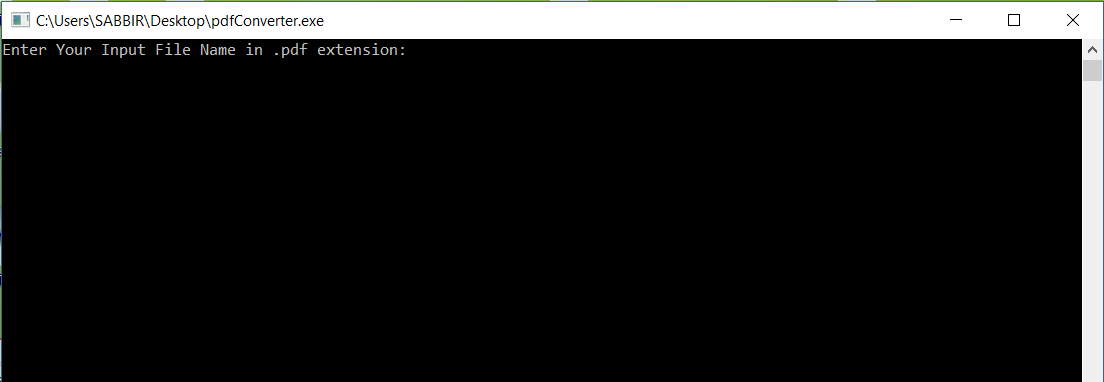 C:\Users\SABBIR\Desktop\pdfConverter.exe
Enter Your Input File Name in .pdf extension: